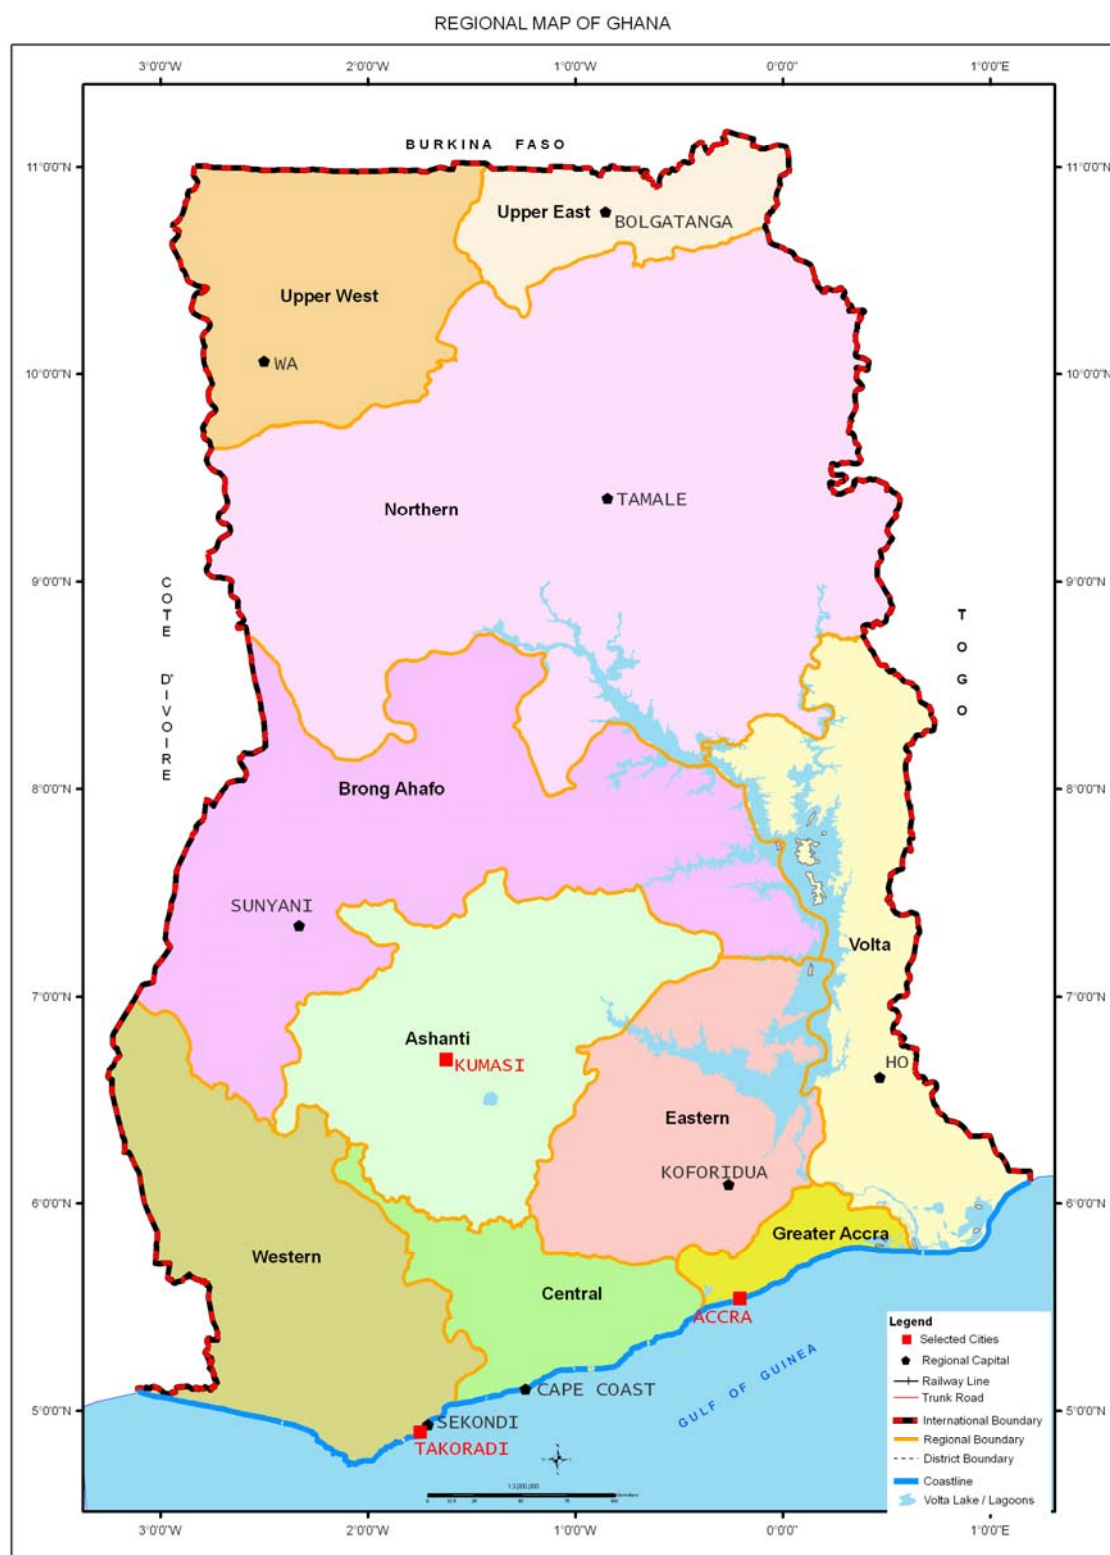 REGIONAL MAP OF GHANA
3°0'0"W 2°0'0"W 1°0'0"W 0°0'0" 1°0'0"E
BURKINA FASO
11°0'0"N 11°0'0"N
Upper East
BOLGATANGA
Upper West
WA
10°0'0"N 10°0'0"N
TAMALE
Northern
9°0'0"N 9°0'0"N
COTE D'IVOIRE
TOGO
8°0'0"N 8°0'0"N
Brong Ahafo
SUNYANI
Volta
7°0'0"N 7°0'0"N
Ashanti
KUMASI
HO
Eastern
KOFORIDUA
6°0'0"N 6°0'0"N
Greater Accra
Western
Central
ACCRA
CAPE COAST
GULF OF GUINEA
5°0'0"N 5°0'0"N
SEKONDI
TAKORADI
Legend
Selected Cities
Regional Capital
Railway Line
Trunk Road
International Boundary
Regional Boundary
District Boundary
Coastline
Volta Lake / Lagoons
1:3,000,000
3°0'0"W 2°0'0"W 1°0'0"W 0°0'0" 1°0'0"E